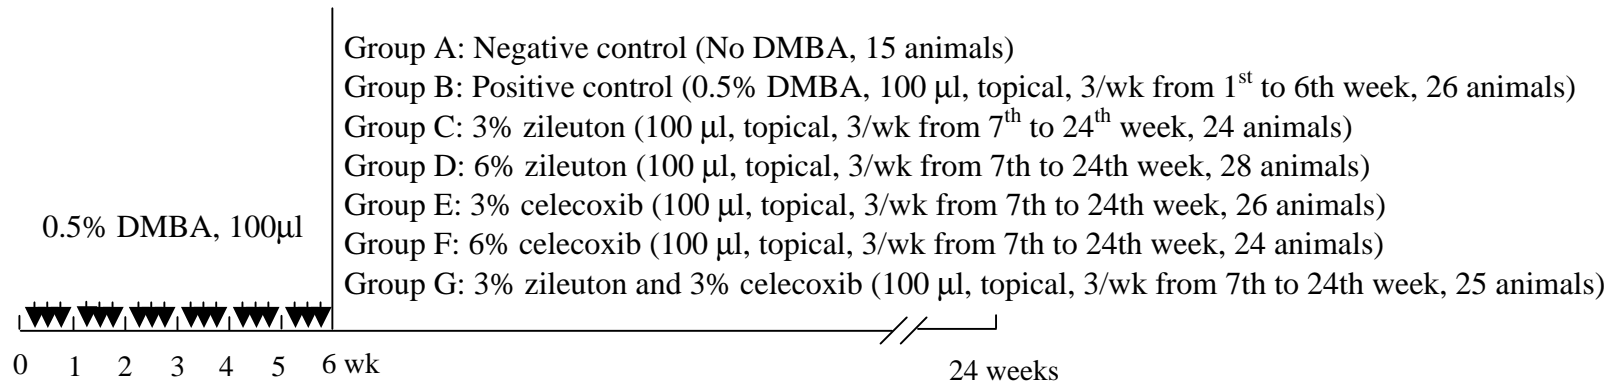 Group A: Negative control (No DMBA, 15 animals)
Group B: Positive control (0.5% DMBA, 100 μl, topical, 3/wk from 1st to 6th week, 26 animals)
Group C: 3% zileuton (100 μl, topical, 3/wk from 7th to 24th week, 24 animals)
Group D: 6% zileuton (100 μl, topical, 3/wk from 7th to 24th week, 28 animals)
Group E: 3% celecoxib (100 μl, topical, 3/wk from 7th to 24th week, 26 animals)
Group F: 6% celecoxib (100 μl, topical, 3/wk from 7th to 24th week, 24 animals)
Group G: 3% zileuton and 3% celecoxib (100 μl, topical, 3/wk from 7th to 24th week, 25 animals)
0.5% DMBA, 100μl
0 1 2 3 4 5 6 wk
24 weeks